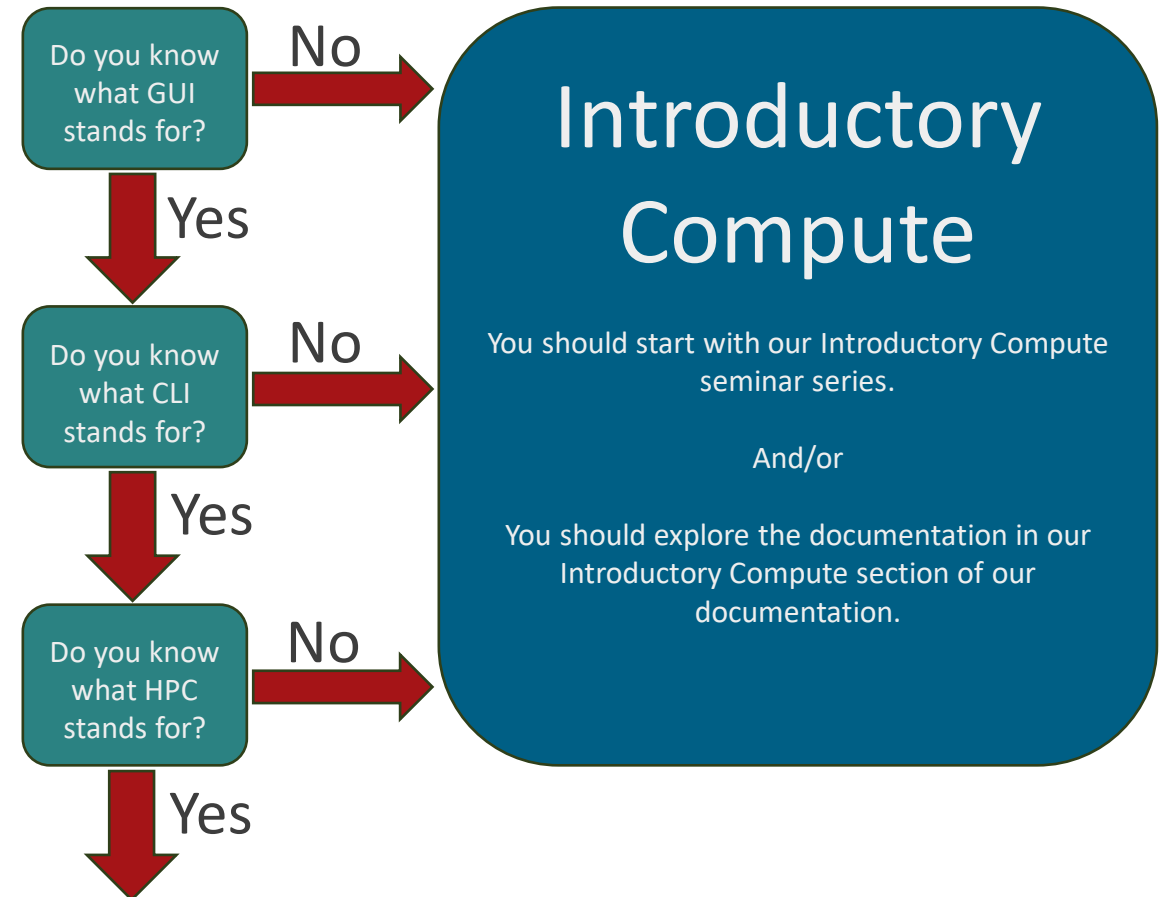 Do you know
what GUI
stands for?
No
Yes
Do you know
what CLI
stands for?
No
Yes
Do you know
what HPC
stands for?
No
Yes
Introductory
Compute
You should start with our Introductory Compute
seminar series.
And/or
You should explore the documentation in our
Introductory Compute section of our
documentation.